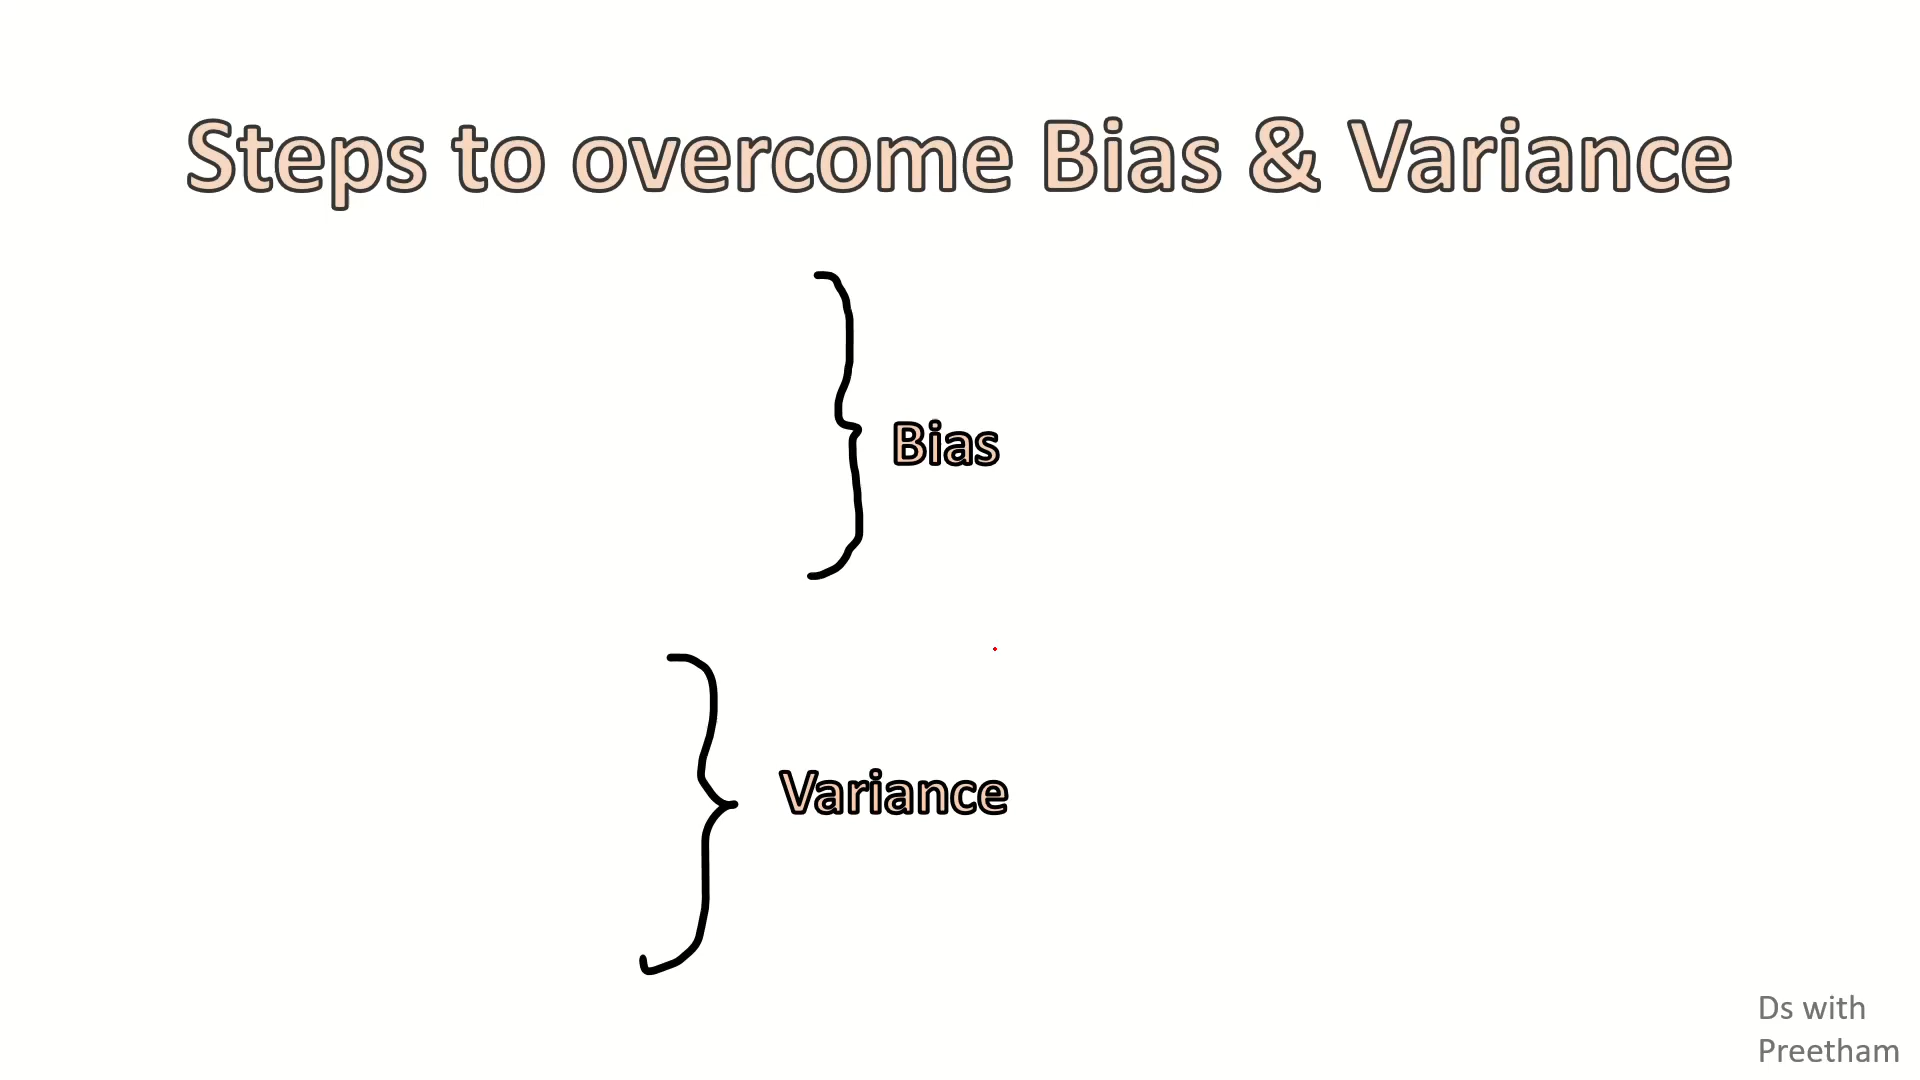 Steps to overcome Bias & Variance
Bias
Variance
Ds with
Preetham